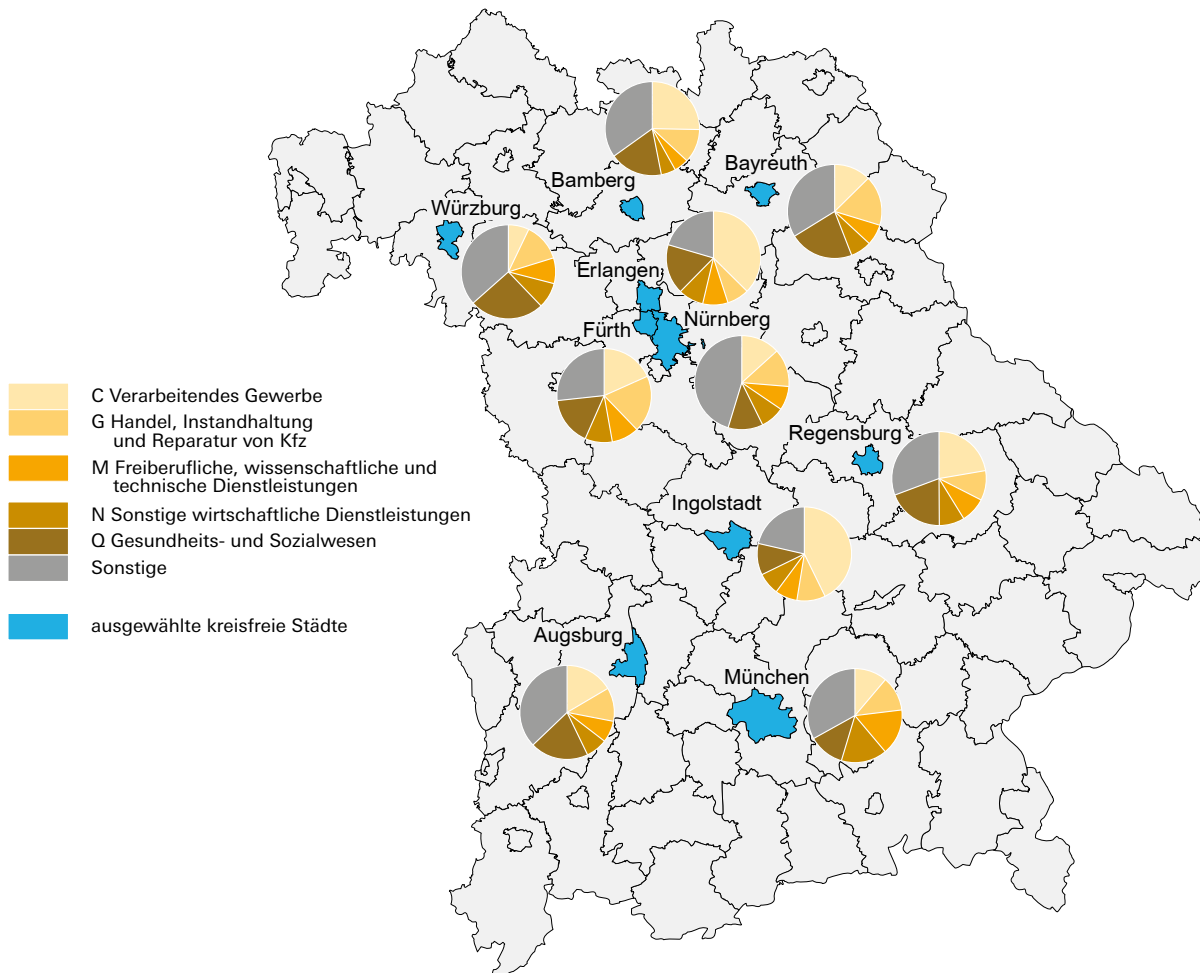 Bayreuth
Bamberg
Würzburg
Erlangen
Fürth
Nürnberg
C Verarbeitendes Gewerbe
G Handel, Instandhaltung
und Reparatur von Kfz
M Freiberufliche, wissenschaftliche und
technische Dienstleistungen
N Sonstige wirtschaftliche Dienstleistungen
Q Gesundheits- und Sozialwesen
Sonstige
ausgewählte kreisfreie Städte
Regensburg
Ingolstadt
Augsburg
München